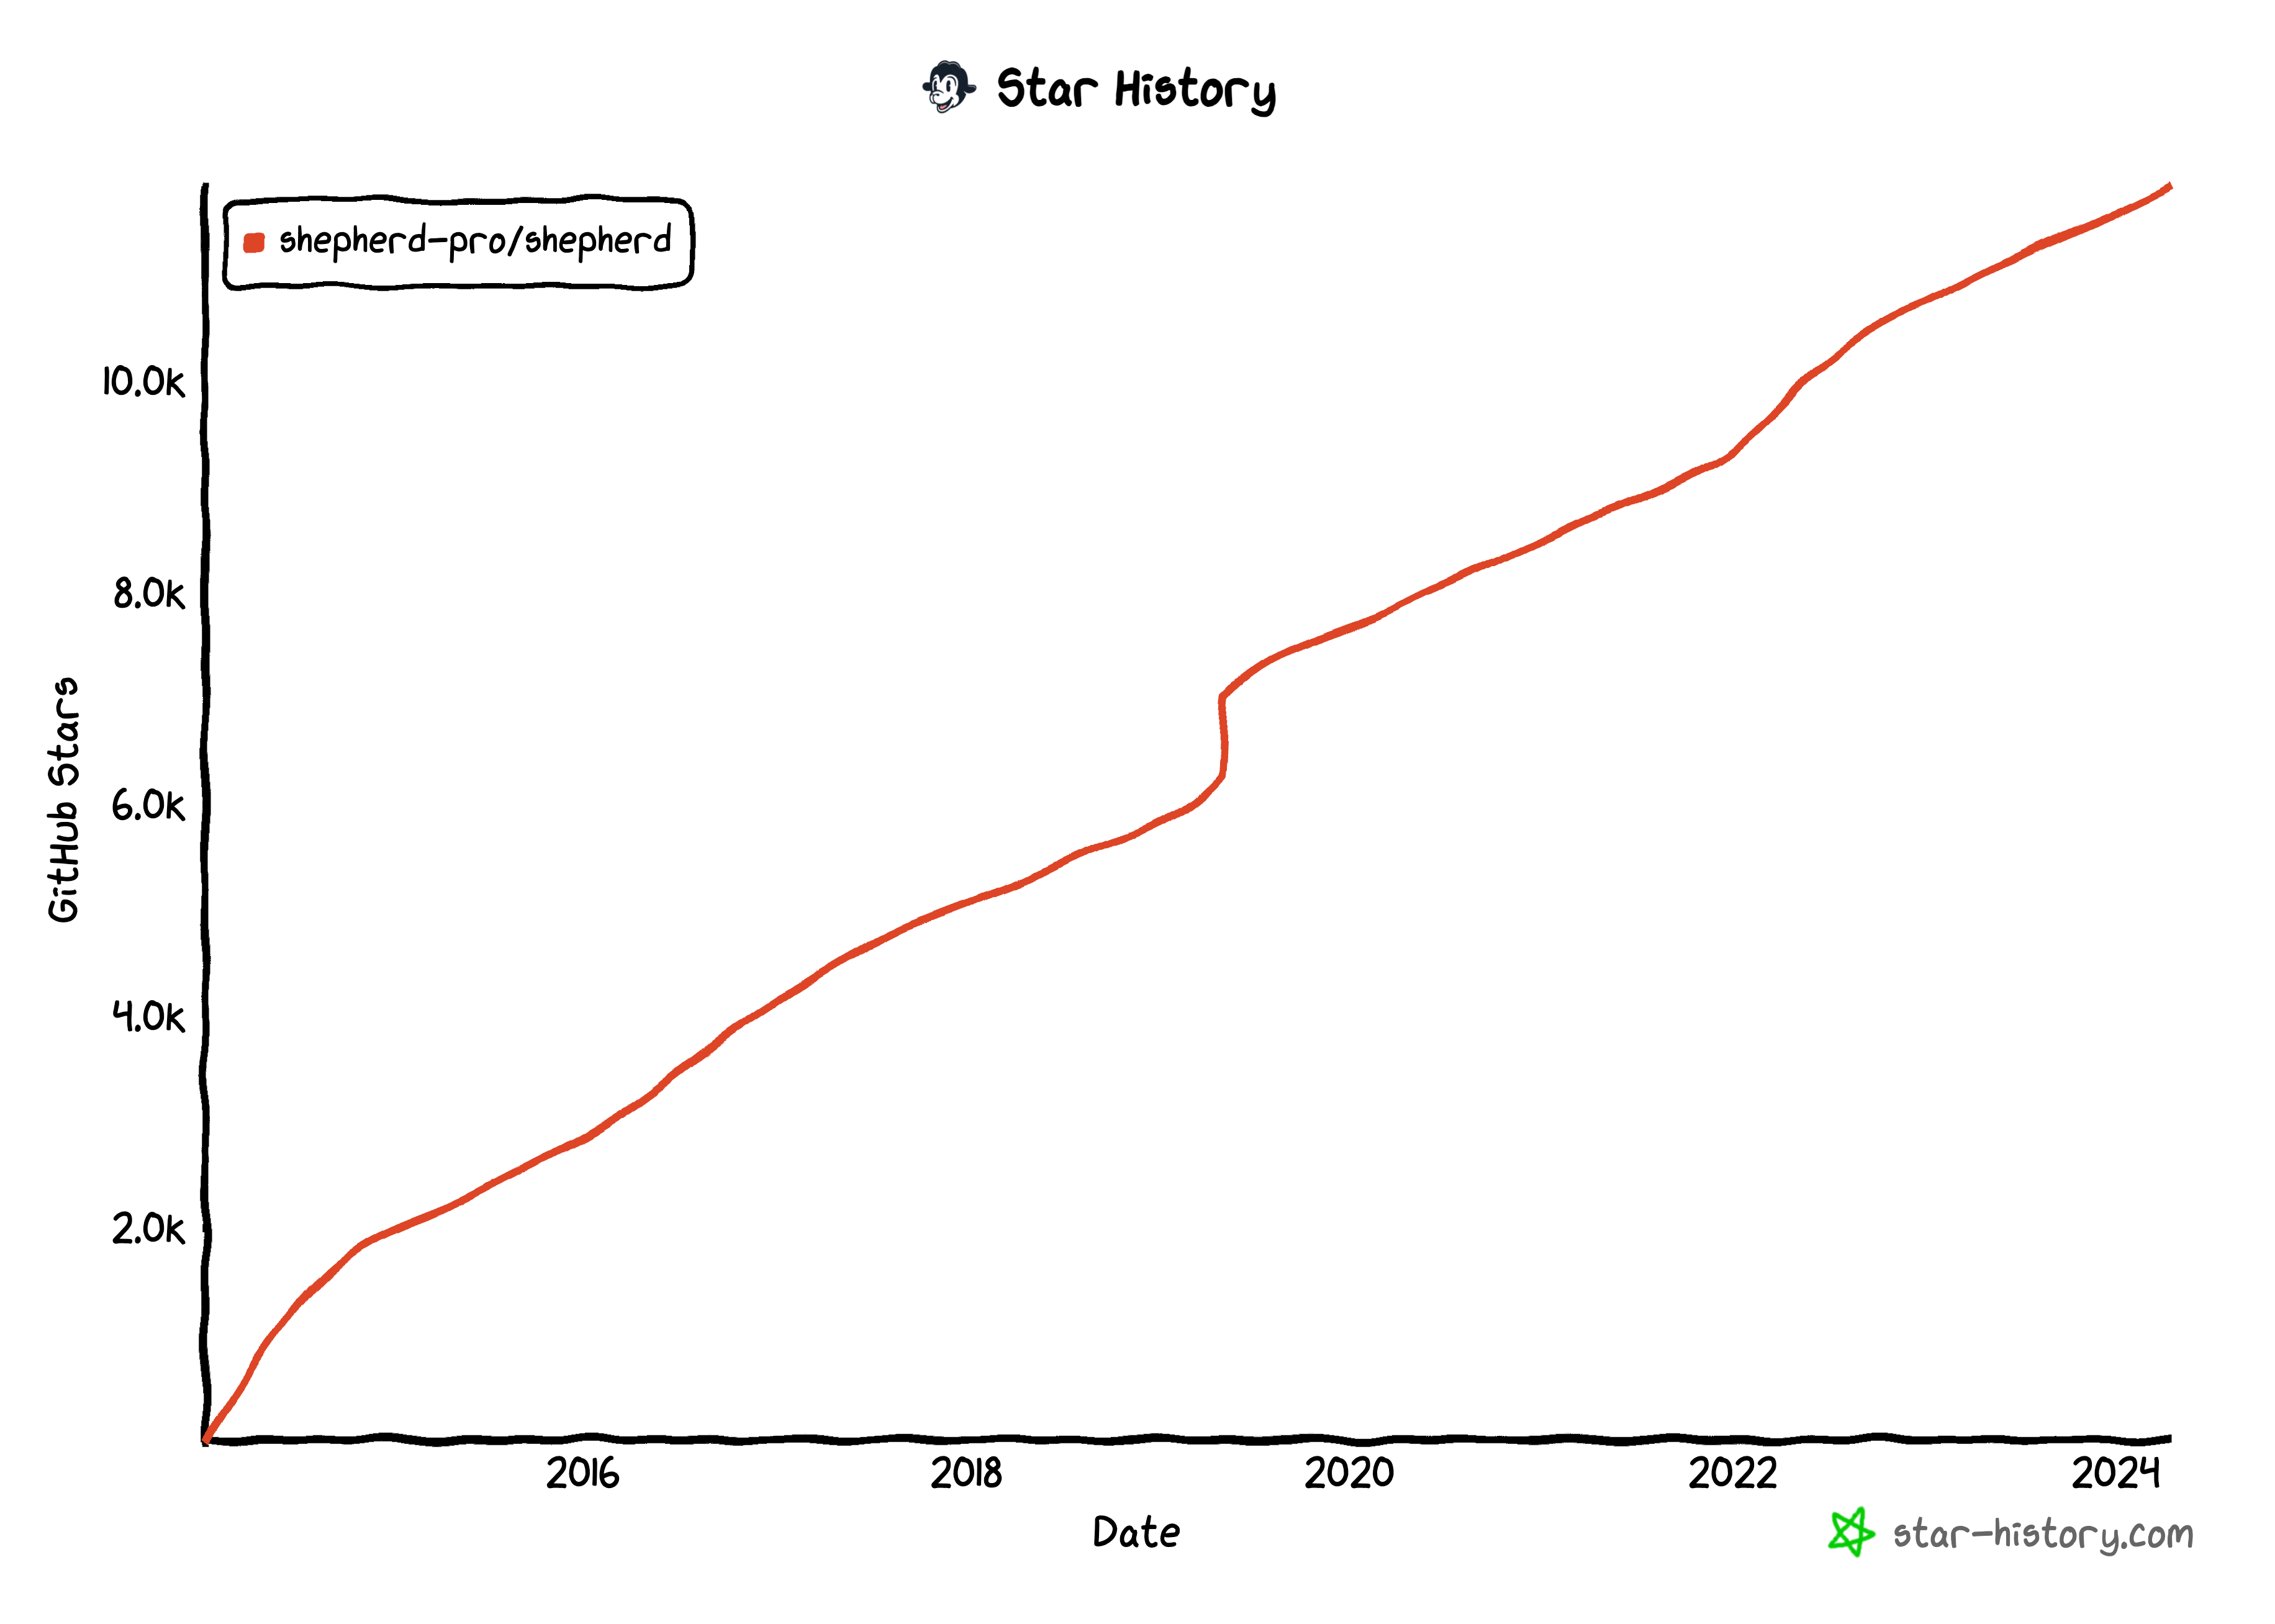 Star History
shepherd-pro/shepherd
10.0K
8.0K
6.0K
4.0K
2.0K
GitHub Stars
2016 2018 2020 2022 2024
Date
star-history.com